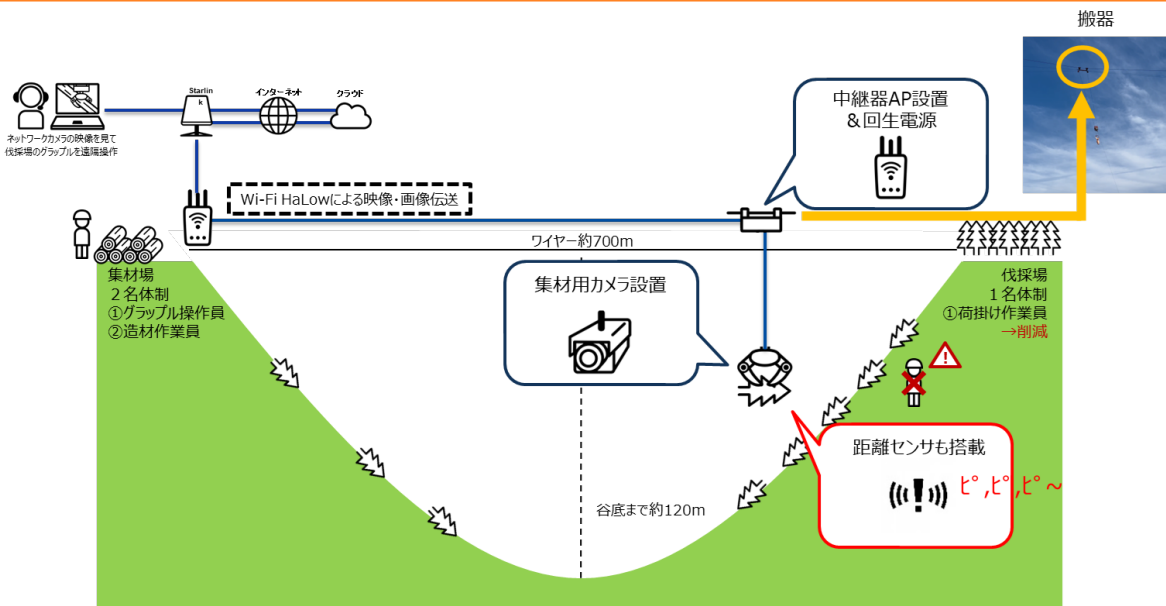 搬器
Starlin
k
インターネット
クラウド
ネットワークカメラの映像を見て
伐採場のグラップルを遠隔操作
中継器AP設置
&回生電源
Wi-Fi HaLowによる映像・画像伝送
ワイヤー約700m
集材場
2名体制
①グラップル操作員
②造材作業員
集材用カメラ設置
伐採場
1名体制
①荷掛け作業員
→削減
距離センサも搭載
ピ,ピ,ピ~
谷底まで約120m